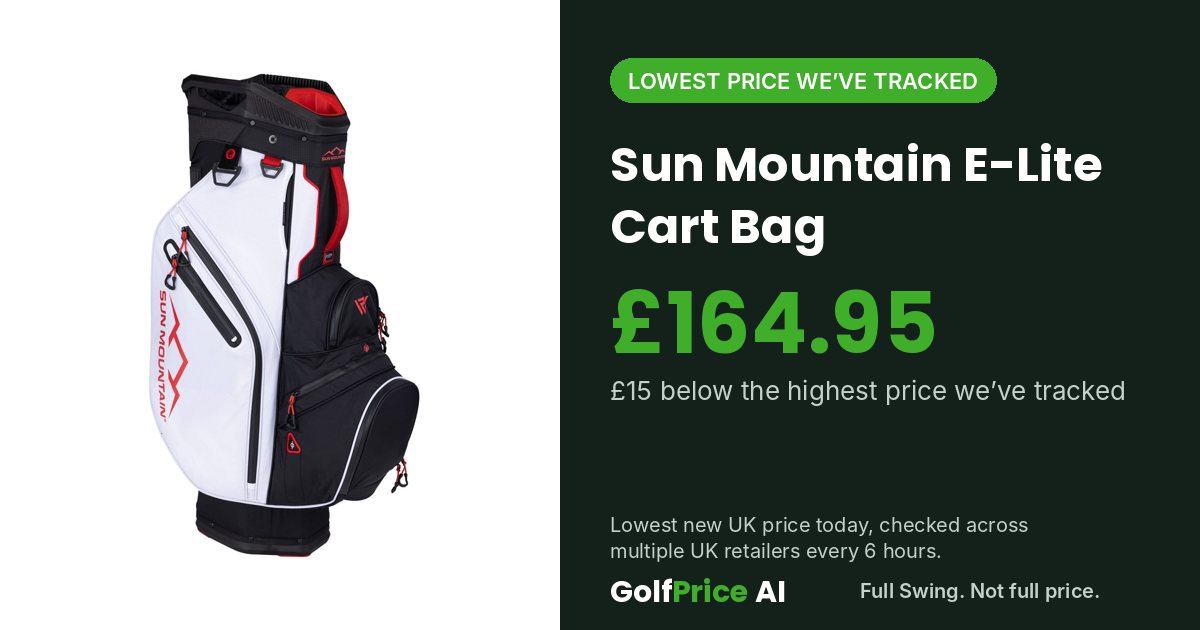 SUN MOUNTAIN
SUN MOUNTAIN
LOWEST PRICE WE’VE TRACKED
Sun Mountain E-Lite
Cart Bag
£164.95
£15 below the highest price we’ve tracked
Lowest new UK price today, checked across
multiple UK retailers every 6 hours.
GolfPrice AI
Full Swing. Not full price.